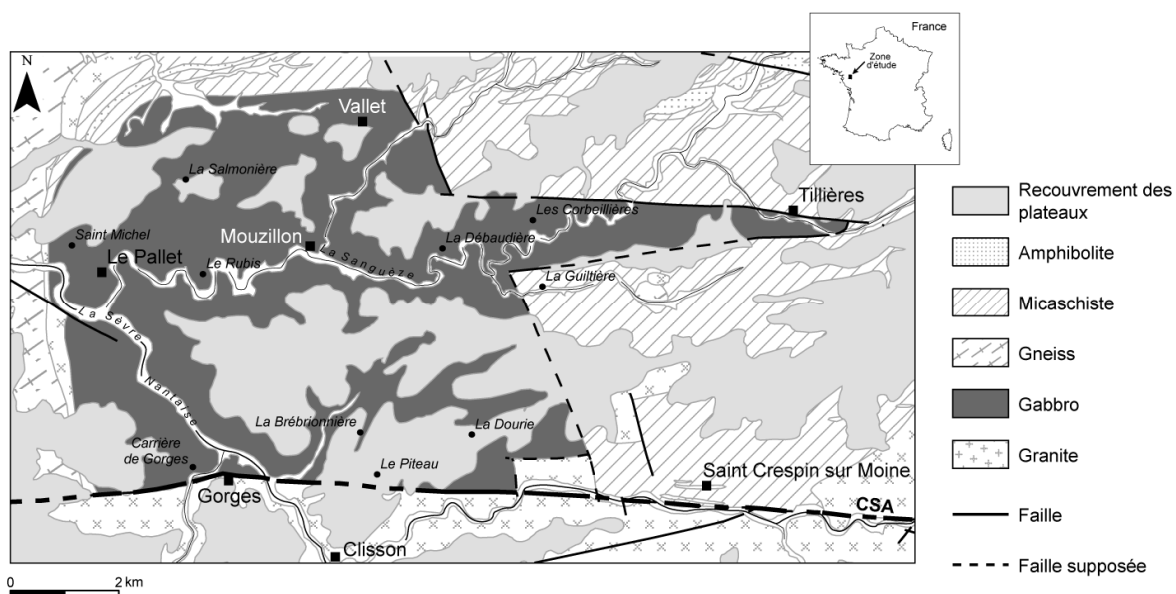 France
Zone
d'étude
N
Vallet
La Salmonière
Tillières
Les Corbeillières
Saint Michel
Mouzillon
La Débaudière
Le Pallet
Le Rubis
La Sanguèze
La Guiltière
La Sèvre
Nantaise
La Brébrionnière
La Dourie
Carrière
de Gorges
Le Piteau
Saint Crespin sur Moine
Gorges
CSA
Clisson
0 2 km
Recouvrement des
plateaux
Amphibolite
Micaschiste
Gneiss
Gabbro
Granite
Faille
Faille supposée